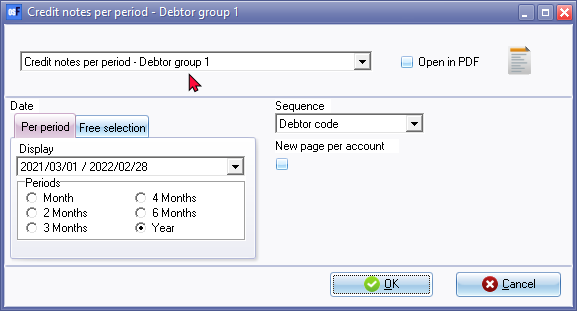 Credit notes per period - Debtor group 1
Credit notes per period - Debtor group 1
Open in PDF
Date
Sequence
Per period
Free selection
Debtor code
Display
New page per account
2021/03/01 / 2022/02/28
Periods
Month
4 Months
2 Months
6 Months
3 Months
Year
OK
Cancel